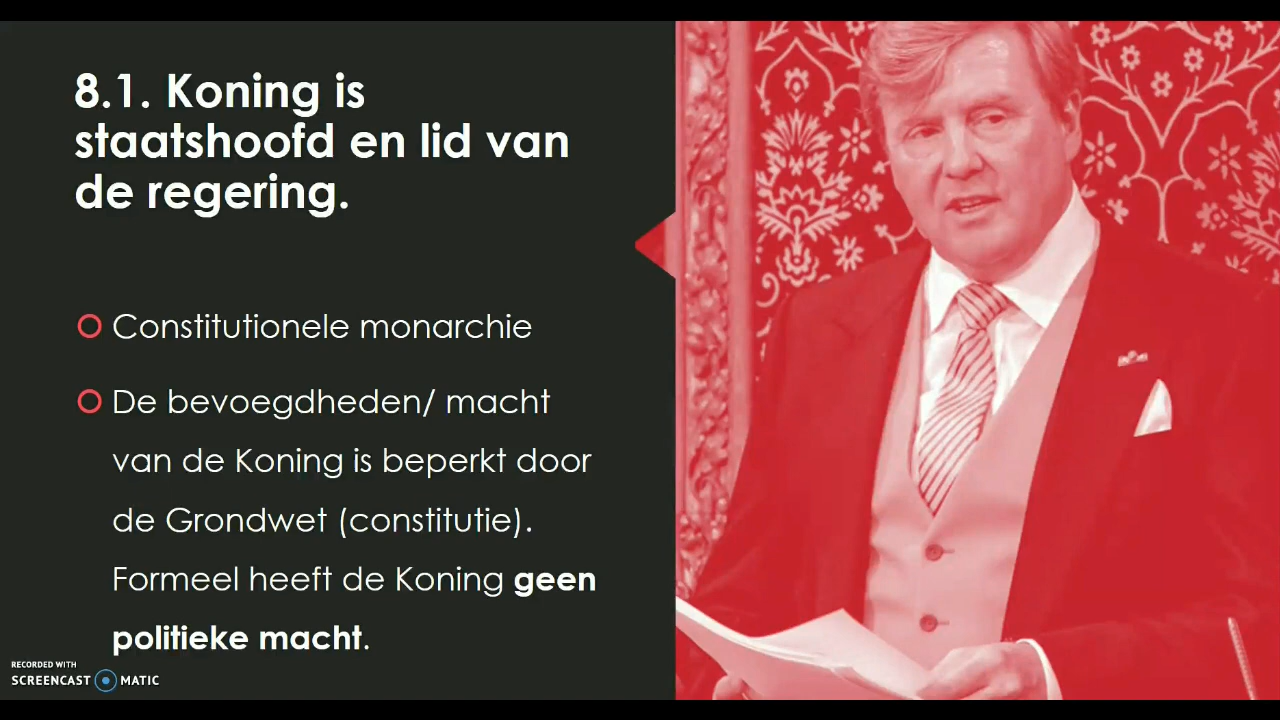 8.1. Koning is
staatshoofd en lid van
de regering.
Constitutionele monarchie
De bevoegdheden/ macht
van de Koning is beperkt door
de Grondwet (constitutie).
Formeel heeft de Koning geen
politieke macht.
RECORDED WITH
SCREENCAST MATIC